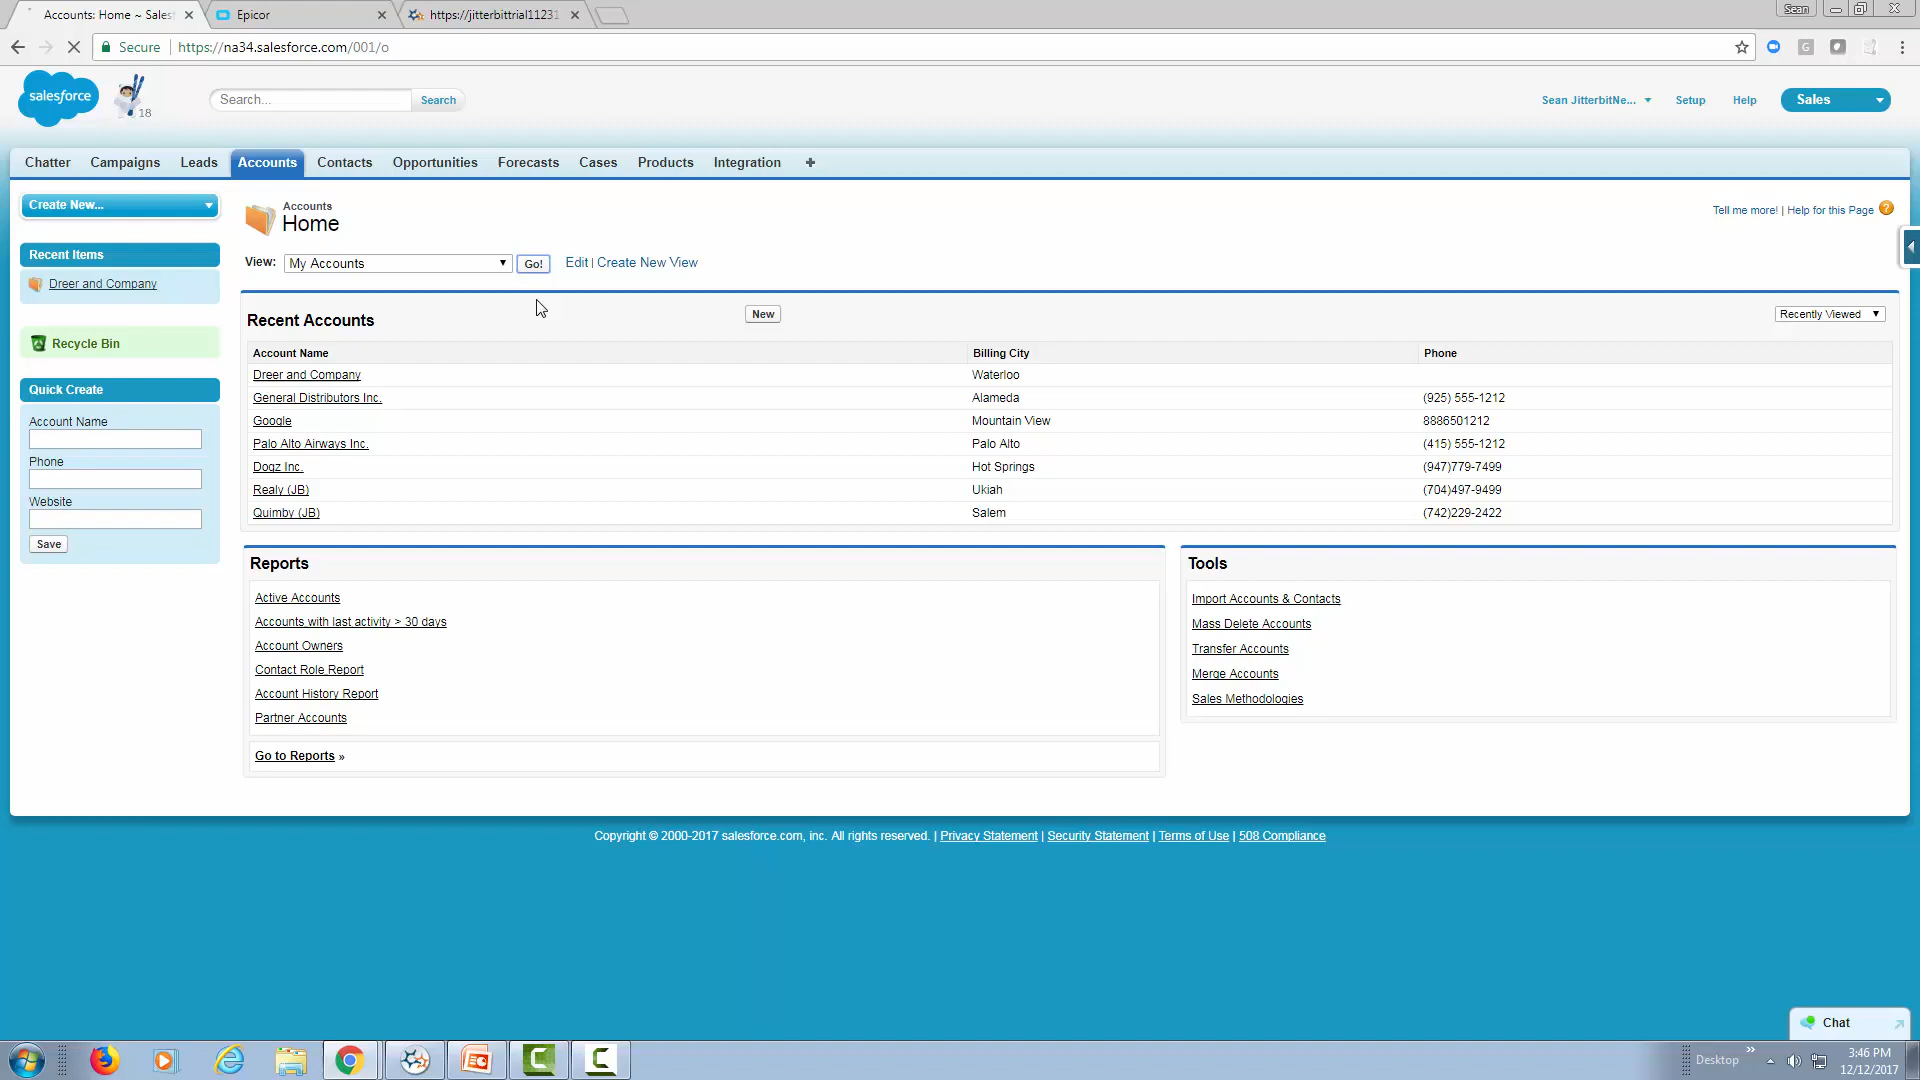 Accounts: Home ~ Sales
Epicor
https://jitterbittrial11231
Sean
Secure
https://na34.salesforce.com/001/o
G
salesforce
18
Search...
Search
Sean JitterbitNe...
Setup
Help
Sales
Chatter
Campaigns
Leads
Accounts
Contacts
Opportunities
Forecasts
Cases
Products
Integration
+
Create New...
Recent Items
Dreer and Company
Recycle Bin
Quick Create
Account Name
Phone
Website
Save
Accounts
Home
Tell me more! | Help for this Page ?
View: My Accounts Go! Edit | Create New View
Recent Accounts
New
Recently Viewed
Account Name Billing City Phone
Dreer and Company Waterloo
General Distributors Inc. Alameda (925) 555-1212
Google Mountain View 8886501212
Palo Alto Airways Inc. Palo Alto (415) 555-1212
Dogz Inc. Hot Springs (947)779-7499
Realy (JB) Ukiah (704)497-9499
Quimby (JB) Salem (742)229-2422
Reports
Active Accounts
Accounts with last activity > 30 days
Account Owners
Contact Role Report
Account History Report
Partner Accounts
Go to Reports »
Tools
Import Accounts & Contacts
Mass Delete Accounts
Transfer Accounts
Merge Accounts
Sales Methodologies
Copyright © 2000-2017 salesforce.com, inc. All rights reserved. | Privacy Statement | Security Statement | Terms of Use | 508 Compliance
Chat
Desktop »
3:46 PM
12/12/2017